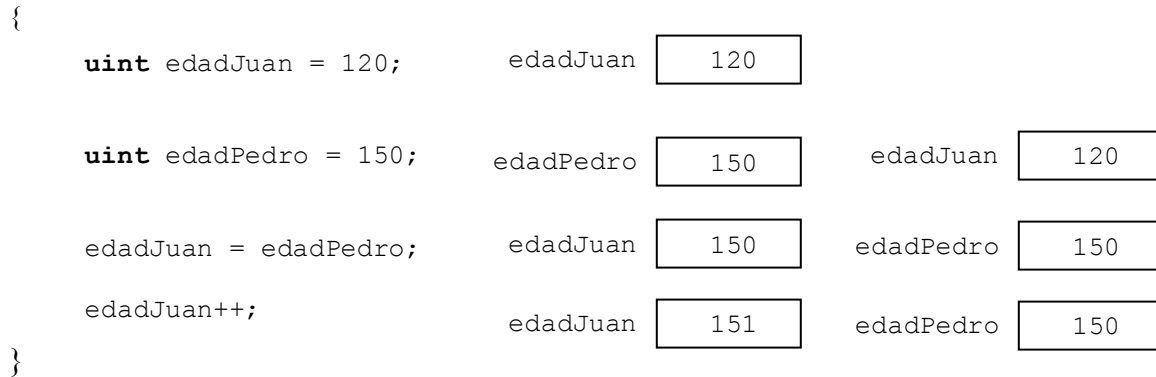 {
uint edadJuan = 120; edadJuan 120
uint edadPedro = 150; edadPedro 150 edadJuan 120
edadJuan = edadPedro; edadJuan 150 edadPedro 150
edadJuan++; edadJuan 151 edadPedro 150
}